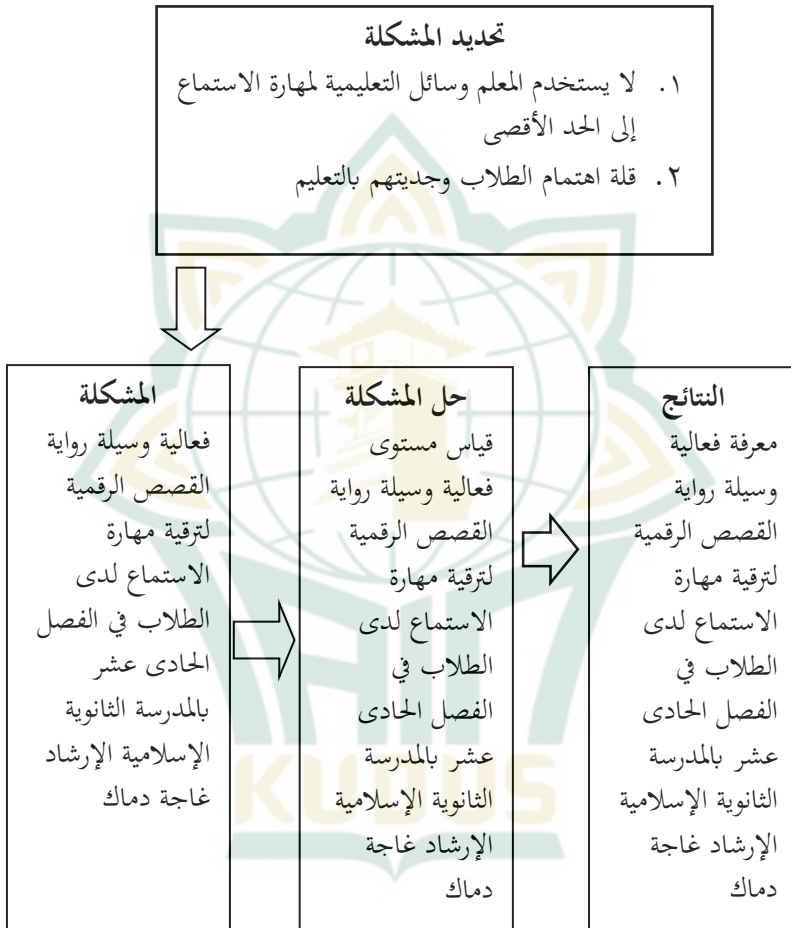 تحديد المشكلة
١. لا يستخدم المعلم وسائل التعليمية لمهارة الاستماع
إلى الحد الأقصى
٢. قلة اهتمام الطلاب وجديتهم بالتعليم
المشكلة
فعالية وسيلة رواية
القصص الرقمية
لترقية مهارة
الاستماع لدى
الطلاب في الفصل
الحادى عشر
بالمدرسة الثانوية
الإسلامية الإرشاد
غاجة دماك
حل المشكلة
قياس مستوى
فعالية وسيلة رواية
القصص الرقمية
لترقية مهارة
الاستماع لدى
الطلاب في
الفصل الحادى
عشر بالمدرسة
الثانوية الإسلامية
الإرشاد غاجة
دماك
النتائج
معرفة فعالية
وسيلة رواية
القصص الرقمية
لترقية مهارة
الاستماع لدى
الطلاب في
الفصل الحادى
عشر بالمدرسة
الثانوية الإسلامية
الإرشاد غاجة
دماك
KUDUS